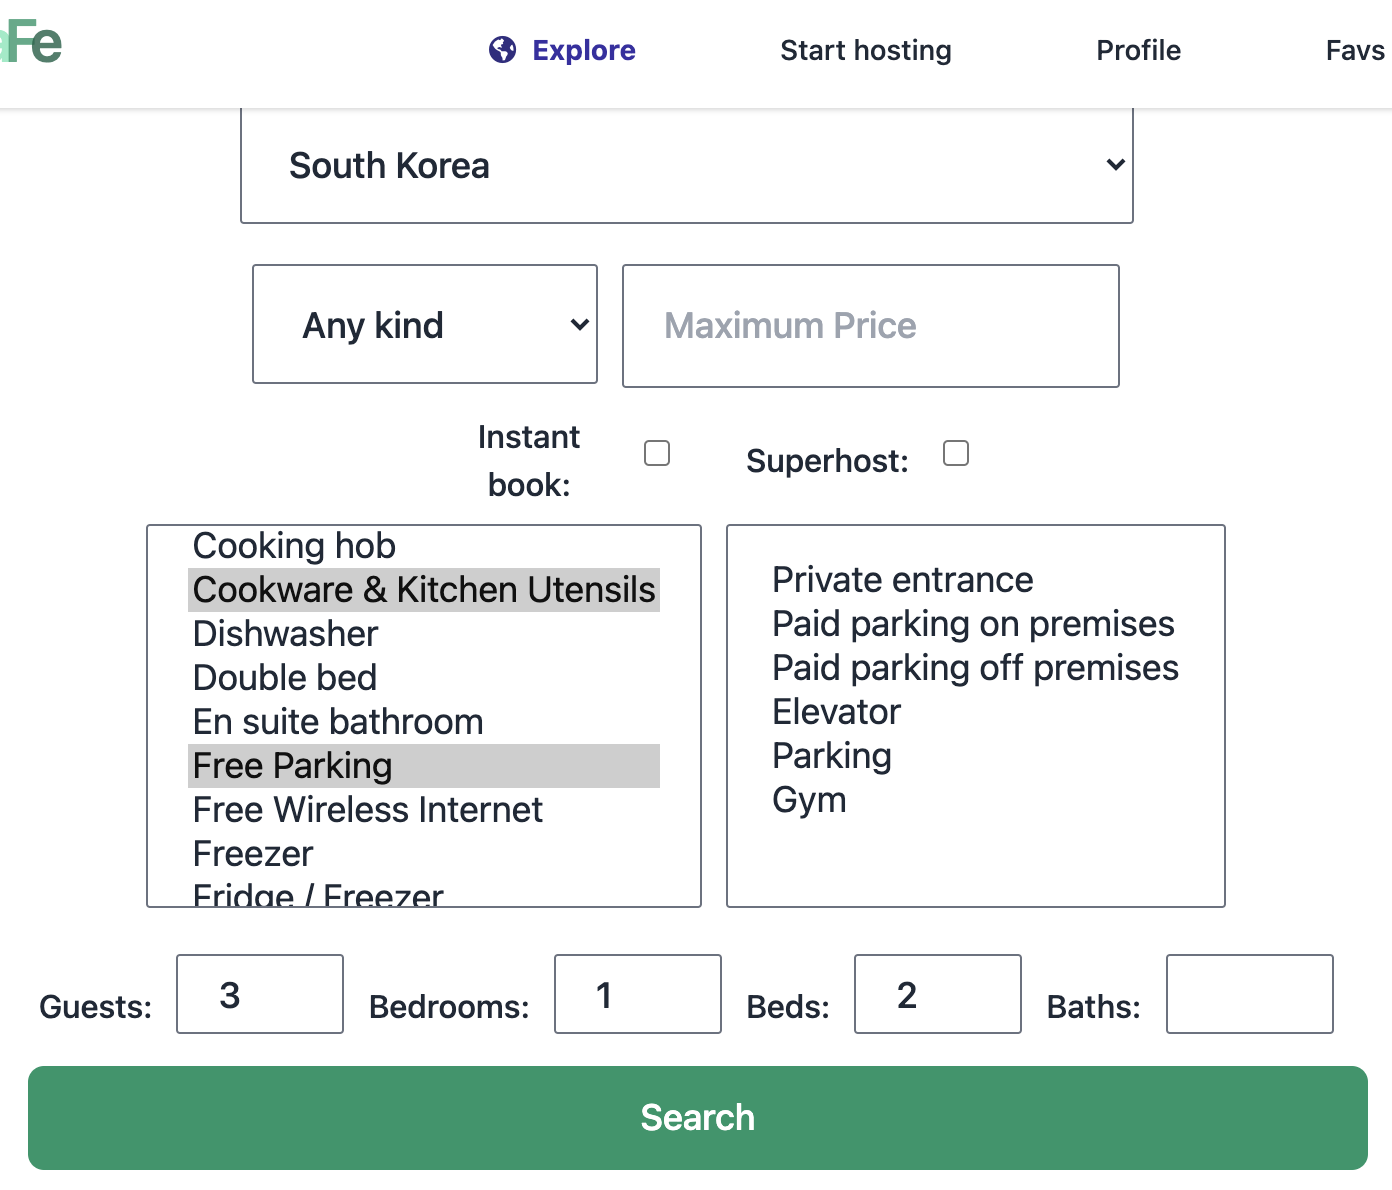 Fe
Explore Start hosting Profile Favs
South Korea
Any kind Maximum Price
Instant book: Superhost:
Cooking hob
Cookware & Kitchen Utensils
Dishwasher
Double bed
En suite bathroom
Free Parking
Free Wireless Internet
Freezer
Fridge / Freezer
Private entrance
Paid parking on premises
Paid parking off premises
Elevator
Parking
Gym
Guests: 3 Bedrooms: 1 Beds: 2 Baths:
Search